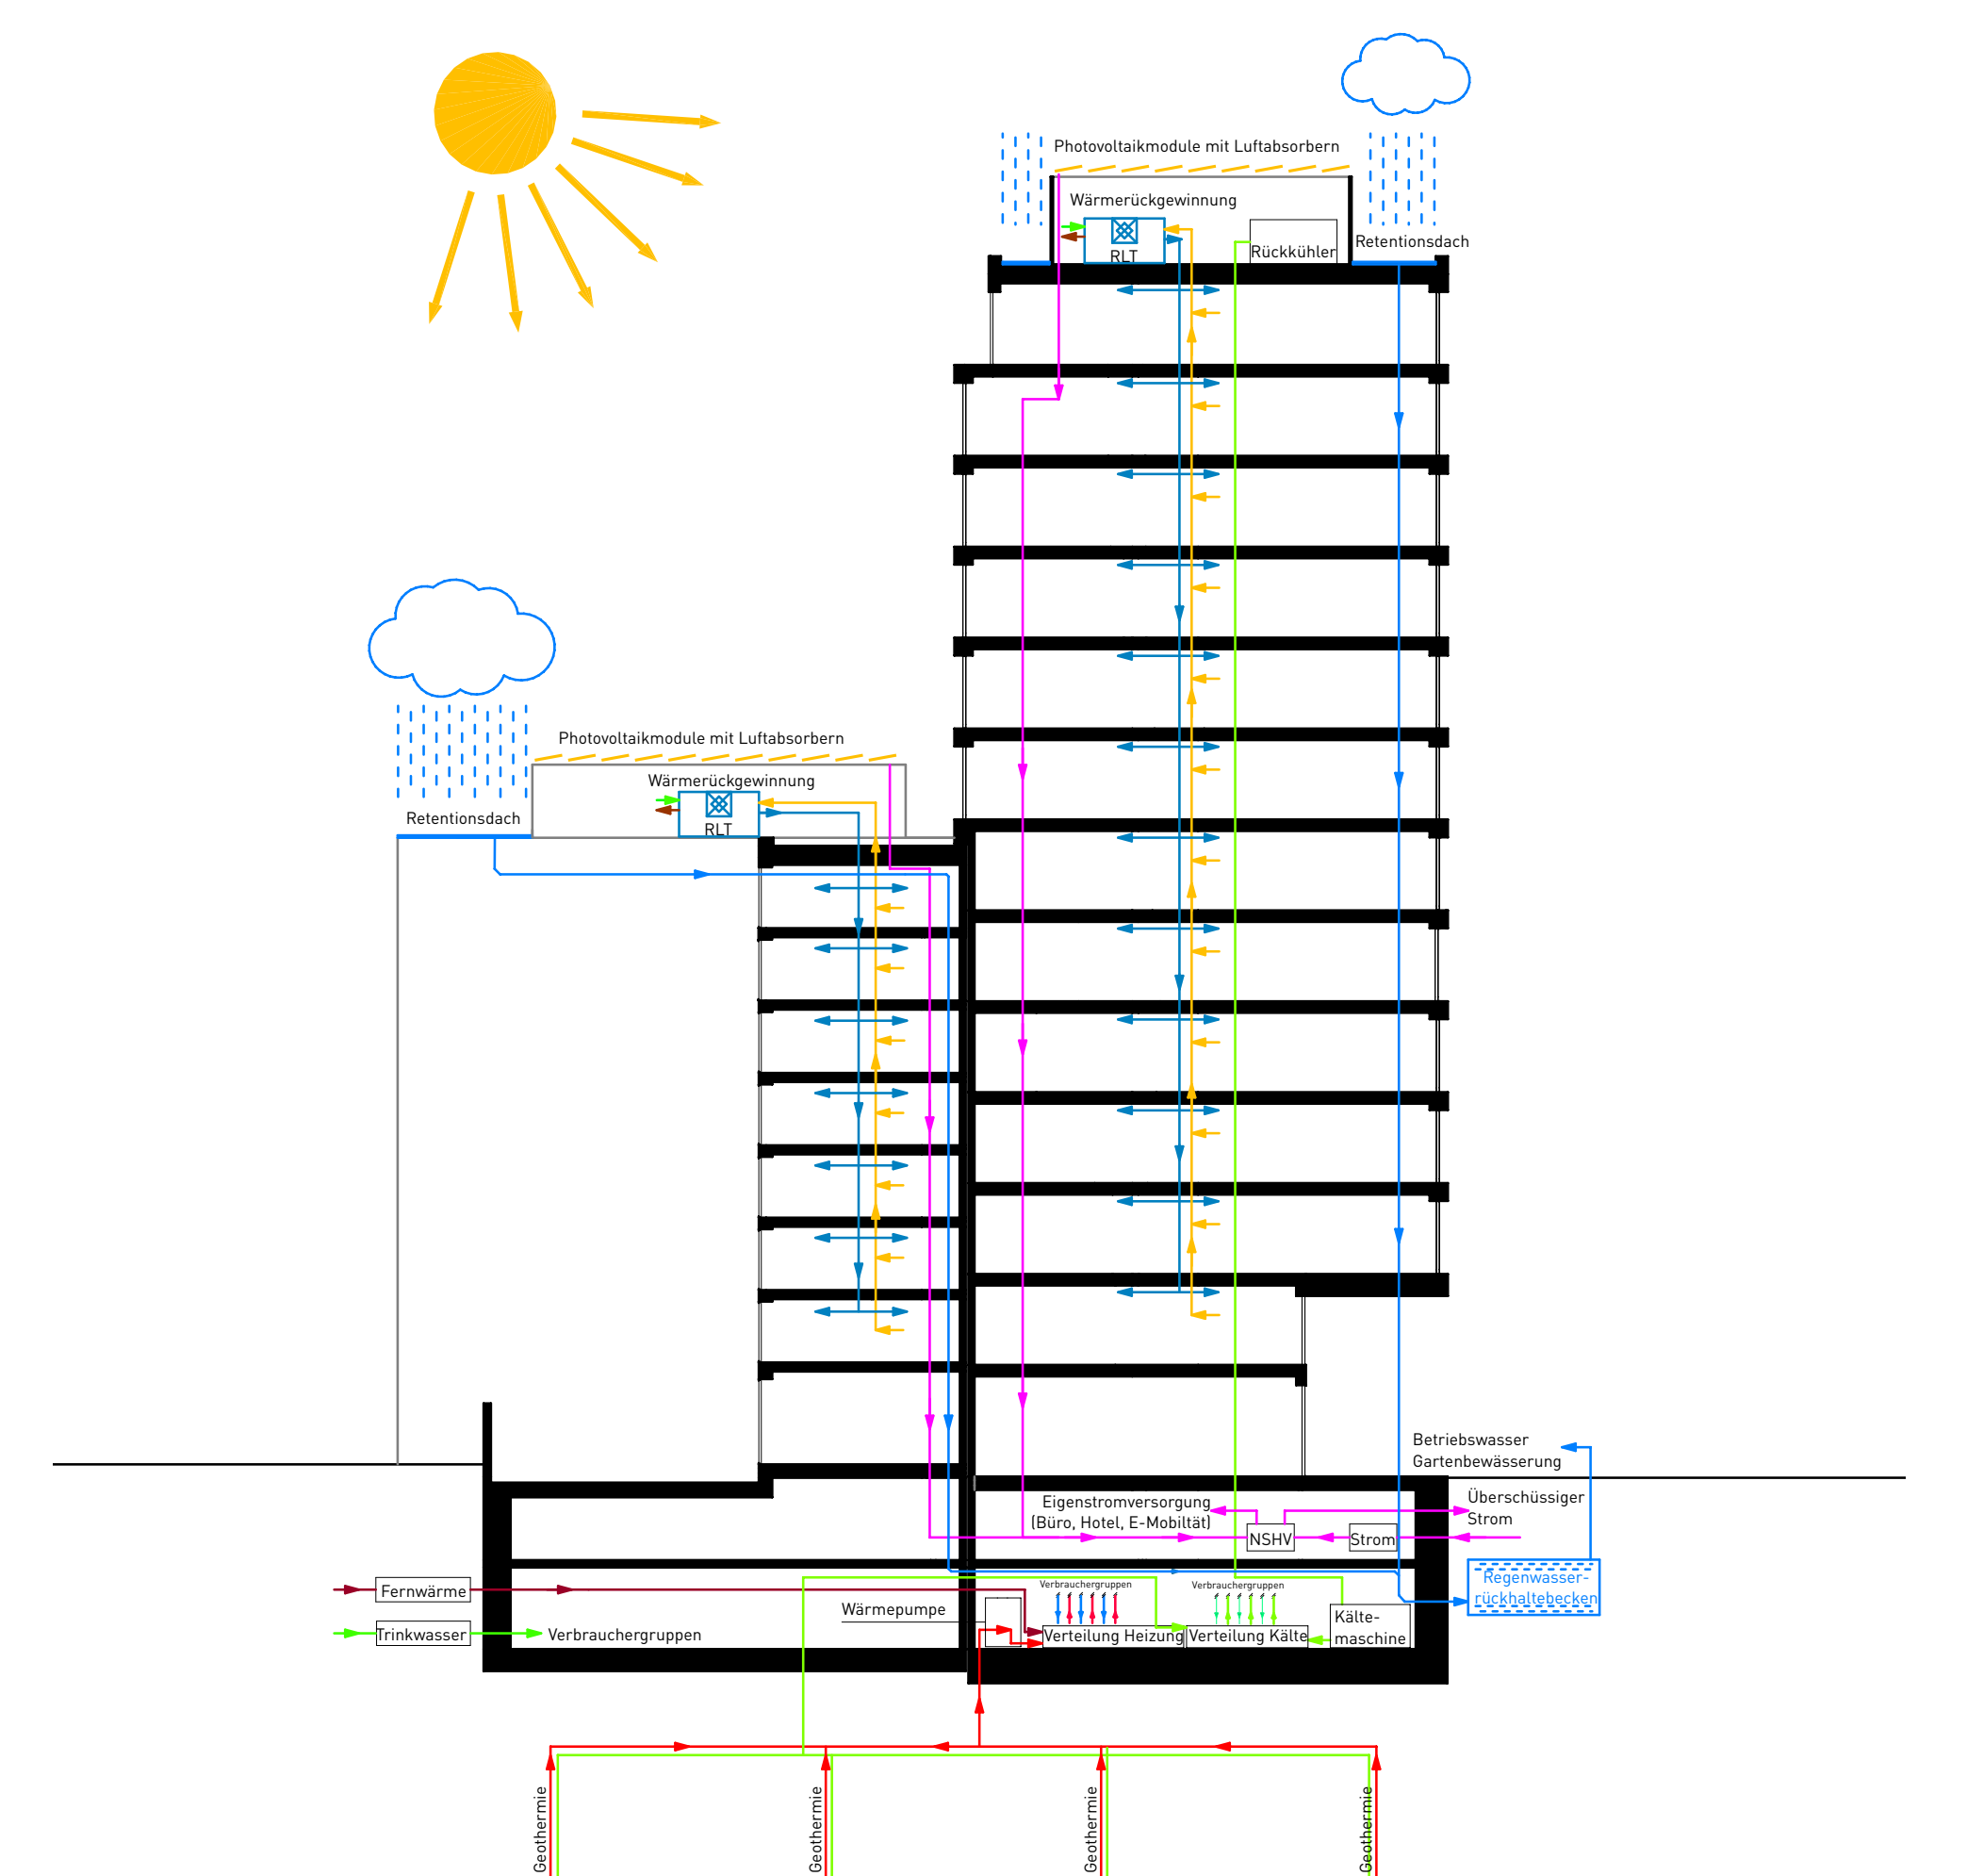 Photovoltaikmodule mit Luftabsorbern
Wärmerückgewinnung
RLT
Rückkühler
Retentionsdach
Photovoltaikmodule mit Luftabsorbern
Wärmerückgewinnung
RLT
Retentionsdach
Betriebswasser
Gartenbewässerung
Eigenstromversorgung
(Büro, Hotel, E-Mobiltät)
NSHV
Strom
Überschüssiger
Strom
Regenwasser-
rückhaltebecken
Fernwärme
Trinkwasser
Verbrauchergruppen
Wärmepumpe
Verbrauchergruppen
Verteilung Heizung
Verbrauchergruppen
Verteilung Kälte
Kälte-
maschine
Geothermie
Geothermie
Geothermie
Geothermie